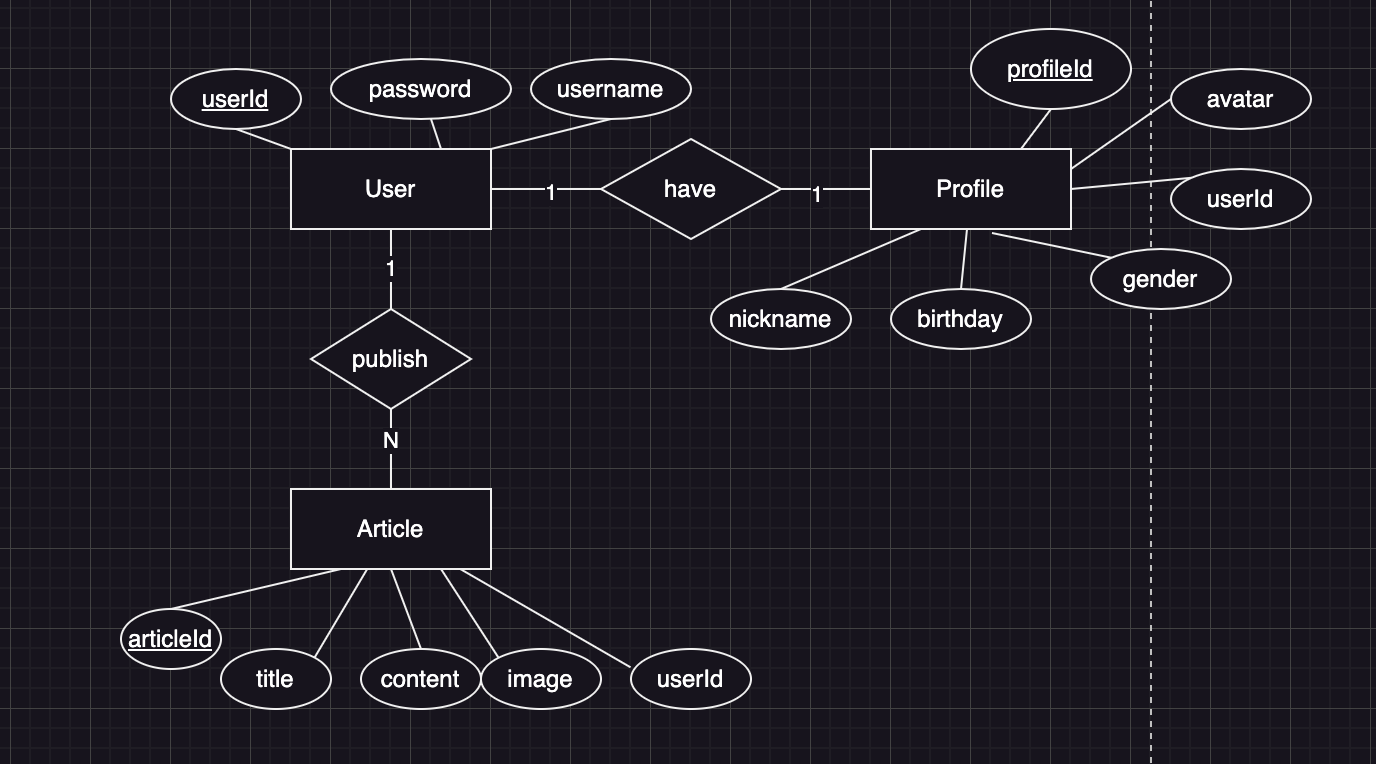 profileId
password
username
userId
avatar
User
1
have
1
Profile
userId
1
gender
nickname
birthday
publish
N
Article
articleId
title
content
image
userId